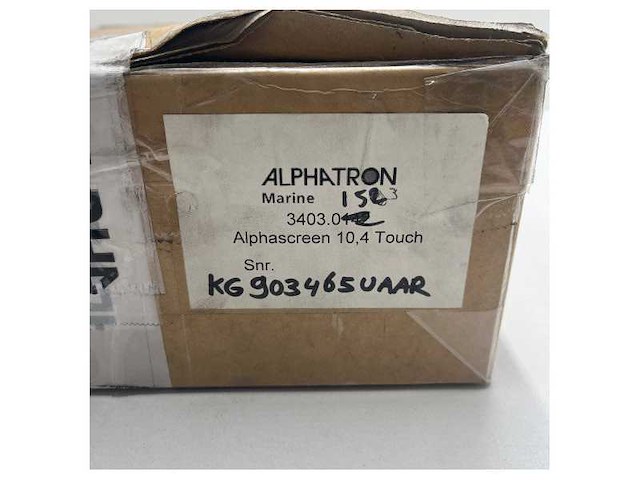 ALPHATRON
Marine
3403.0
Alphascreen 10,4 Touch
Snr.
KG903465UAAR